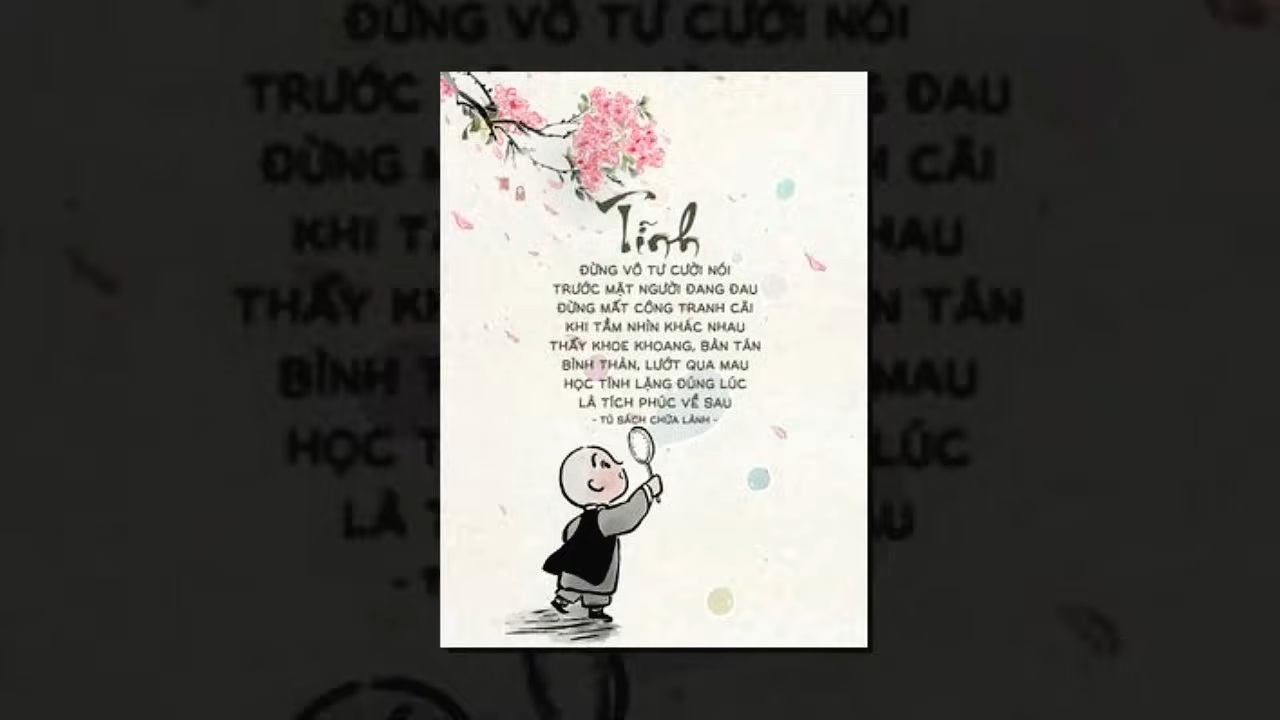 Tĩnh
ĐỪNG VÔ TƯ CƯỜI NÓI
TRƯỚC MẶT NGƯỜI ĐANG ĐAU
ĐỪNG MẤT CÔNG TRANH CÃI
KHI TẦM NHÌN KHÁC NHAU
THẤY KHOE KHOANG, BẦN TÁN
BÌNH THẢN, LƯỚT QUA MAU
HỌC TĨNH LẶNG ĐÚNG LÚC
LÀ TÍCH PHÚC VỀ SAU
- TỦ SÁCH CHỮA LÀNH -